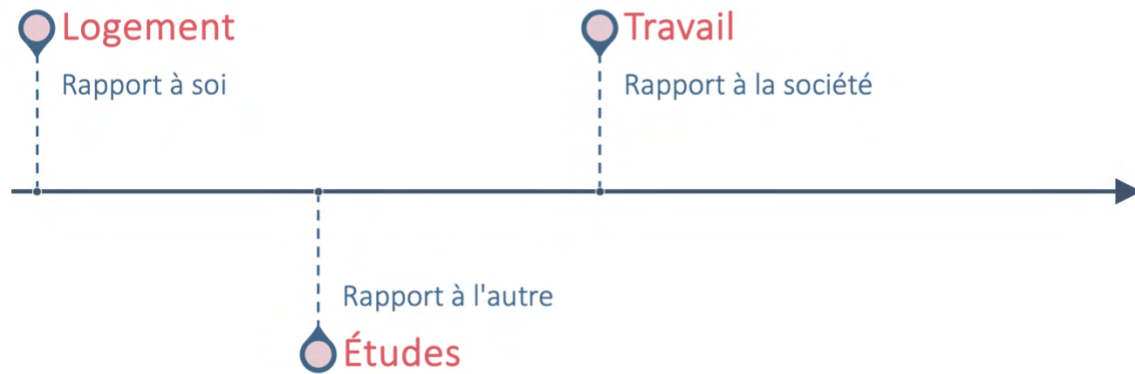 Logement
Rapport à soi
Travail
Rapport à la société
Rapport à l'autre
Études